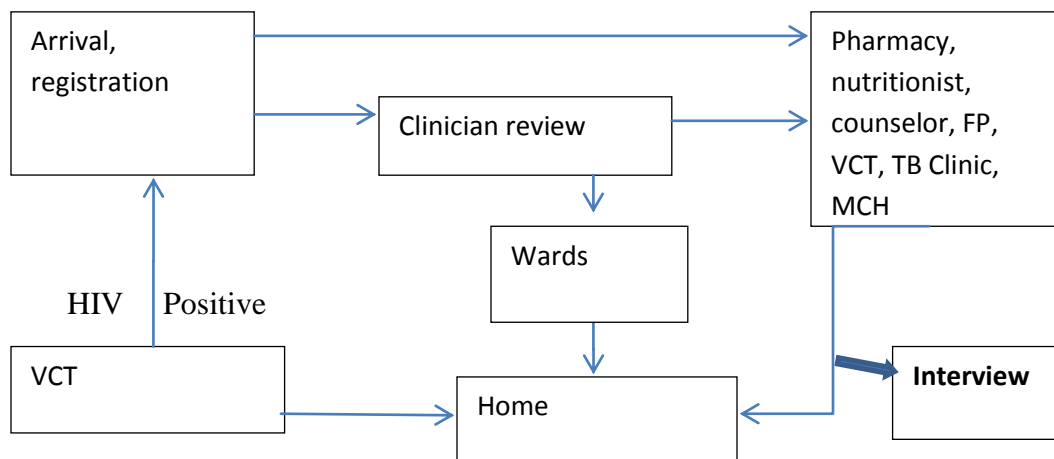 Arrival,
registration
Pharmacy,
nutritionist,
counselor, FP,
VCT, TB Clinic,
MCH
Clinician review
Wards
HIV Positive
VCT
Home
Interview